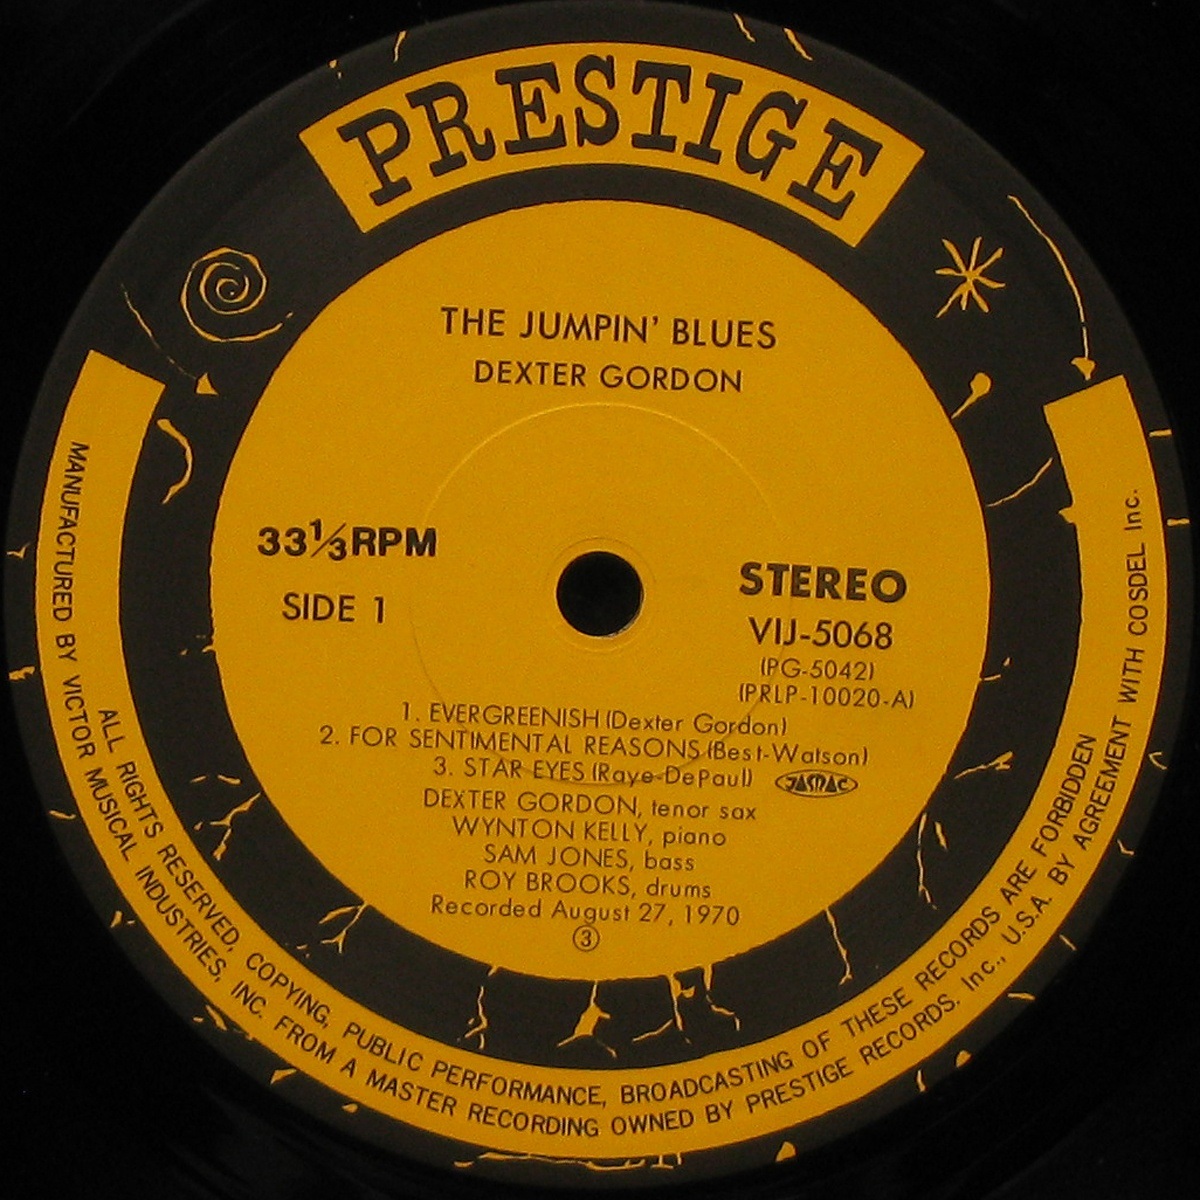 PRESTIGE
THE JUMPIN' BLUES
DEXTER GORDON
33⅓RPM
SIDE 1
STEREO
VIJ-5068
(PG-5042)
(PRLP-10020-A)
1. EVERGREENISH (Dexter Gordon)
2. FOR SENTIMENTAL REASONS (Best-Watson)
3. STAR EYES (Raye-DePaul)
JASRAC
DEXTER GORDON, tenor sax
WYNTON KELLY, piano
SAM JONES, bass
ROY BROOKS, drums
Recorded August 27, 1970
③
ALL RIGHTS RESERVED, COPYING, PUBLIC PERFORMANCE, BROADCASTING OF THESE RECORDS ARE FORBIDDEN
MANUFACTURED BY VICTOR MUSICAL INDUSTRIES, INC. FROM A MASTER RECORDING OWNED BY PRESTIGE RECORDS. Inc., U.S.A. BY AGREEMENT WITH COSDEL Inc.